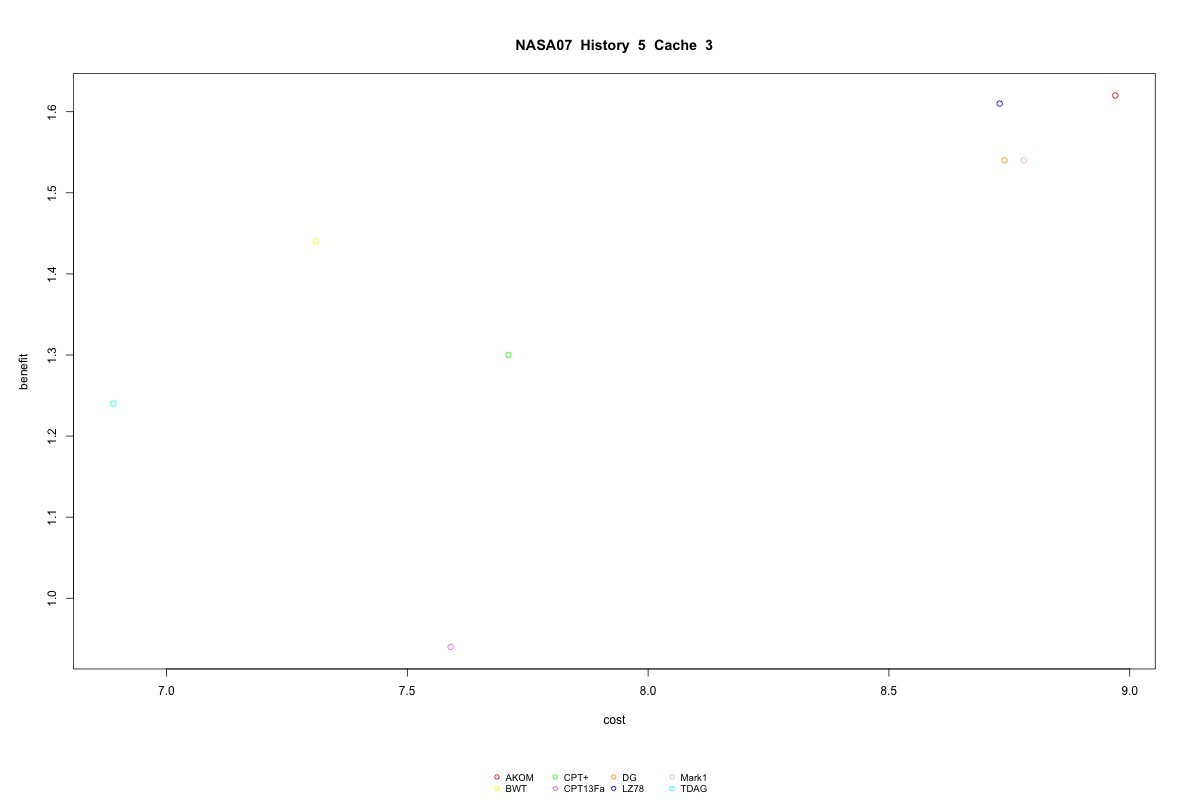 NASA07 History 5 Cache 3
1.6
1.5
1.4
1.3
1.2
1.1
1.0
benefit
7.0 7.5 8.0 8.5 9.0
cost
AKOM CPT+ DG Mark1
BWT CPT13Fa LZ78 TDAG